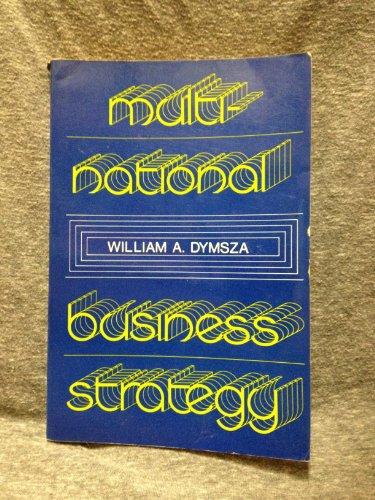 multi-
national
WILLIAM A. DYMSZA
business
strategy